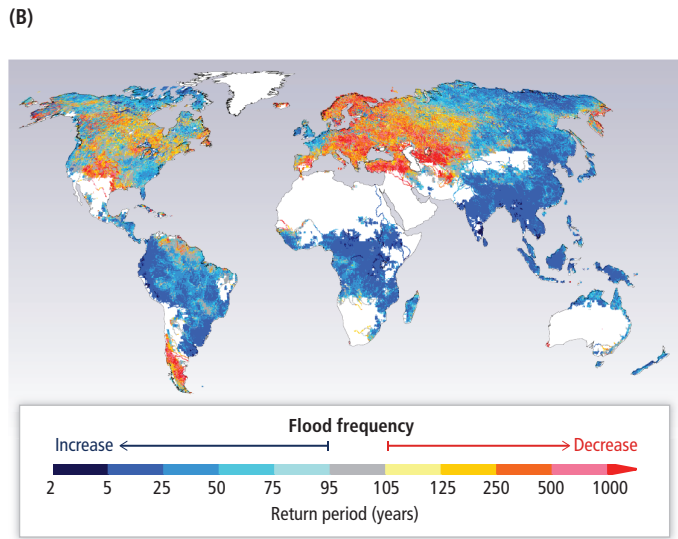 (B)
Flood frequency
Increase Decrease
2 5 25 50 75 95 105 125 250 500 1000
Return period (years)